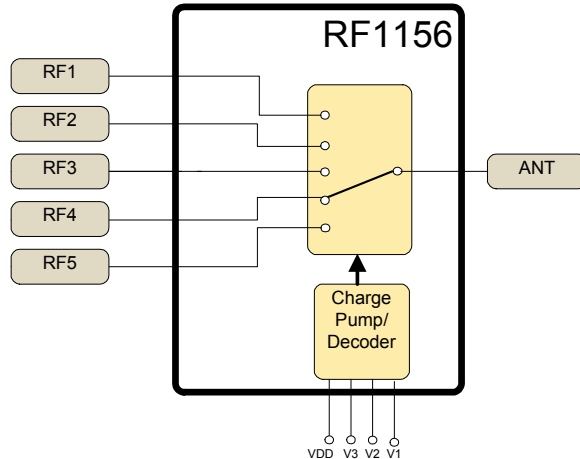 RF1156
RF1
RF2
RF3
RF4
RF5
ANT
Charge
Pump/
Decoder
VDD V3 V2 V1